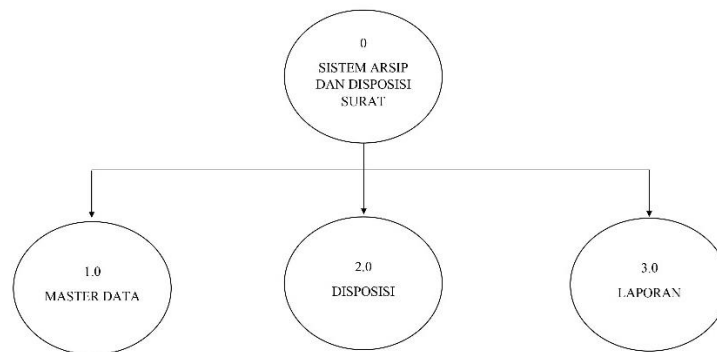 0
SISTEM ARSIP
DAN DISPOSISI
SURAT
1.0
MASTER DATA
2.0
DISPOSISI
3.0
LAPORAN